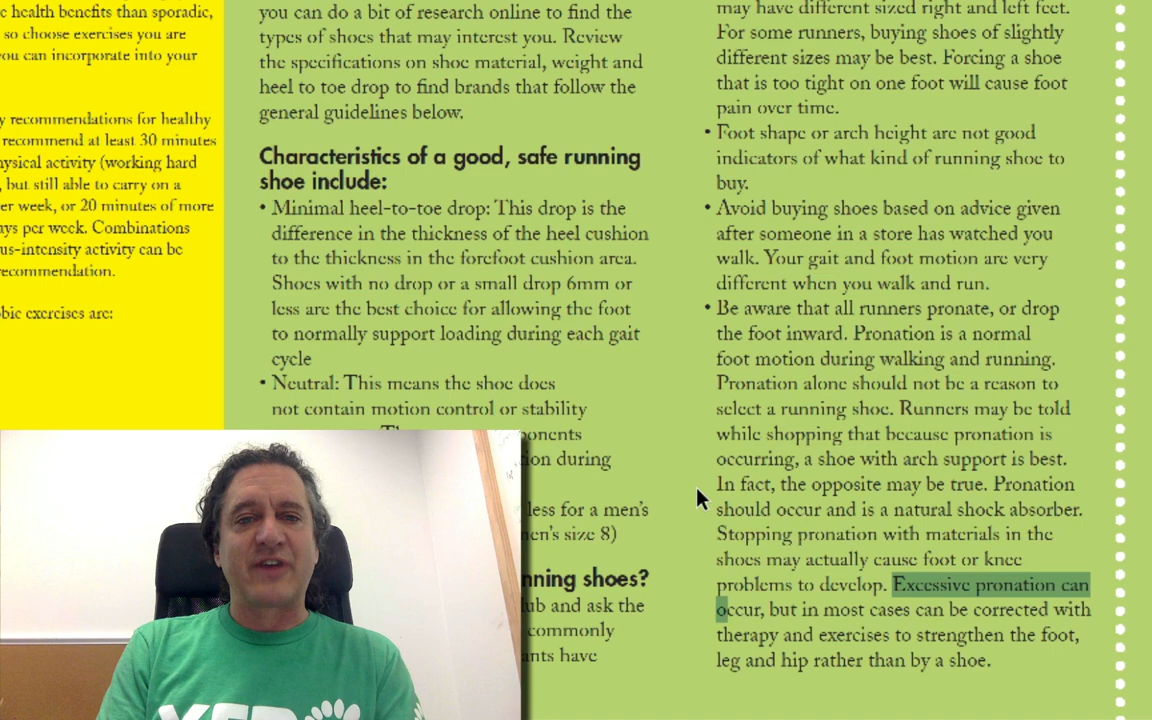 e health benefits than sporadic,
so choose exercises you are
you can incorporate into your
y recommendations for healthy
recommend at least 30 minutes
hysical activity (working hard
, but still able to carry on a
er week, or 20 minutes of more
ays per week. Combinations
us-intensity activity can be
recommendation.
bic exercises are:
you can do a bit of research online to find the
types of shoes that may interest you. Review
the specifications on shoe material, weight and
heel to toe drop to find brands that follow the
general guidelines below.
Characteristics of a good, safe running
shoe include:
• Minimal heel-to-toe drop: This drop is the
difference in the thickness of the heel cushion
to the thickness in the forefoot cushion area.
Shoes with no drop or a small drop 6mm or
less are the best choice for allowing the foot
to normally support loading during each gait
cycle
• Neutral: This means the shoe does
not contain motion control or stability
ponents
ion during
less for a men's
en's size 8)
nning shoes?
ub and ask the
commonly
ants have
may have different sized right and left feet.
For some runners, buying shoes of slightly
different sizes may be best. Forcing a shoe
that is too tight on one foot will cause foot
pain over time.
• Foot shape or arch height are not good
indicators of what kind of running shoe to
buy.
• Avoid buying shoes based on advice given
after someone in a store has watched you
walk. Your gait and foot motion are very
different when you walk and run.
• Be aware that all runners pronate, or drop
the foot inward. Pronation is a normal
foot motion during walking and running.
Pronation alone should not be a reason to
select a running shoe. Runners may be told
while shopping that because pronation is
occurring, a shoe with arch support is best.
In fact, the opposite may be true. Pronation
should occur and is a natural shock absorber.
Stopping pronation with materials in the
shoes may actually cause foot or knee
problems to develop. Excessive pronation can
occur, but in most cases can be corrected with
therapy and exercises to strengthen the foot,
leg and hip rather than by a shoe.